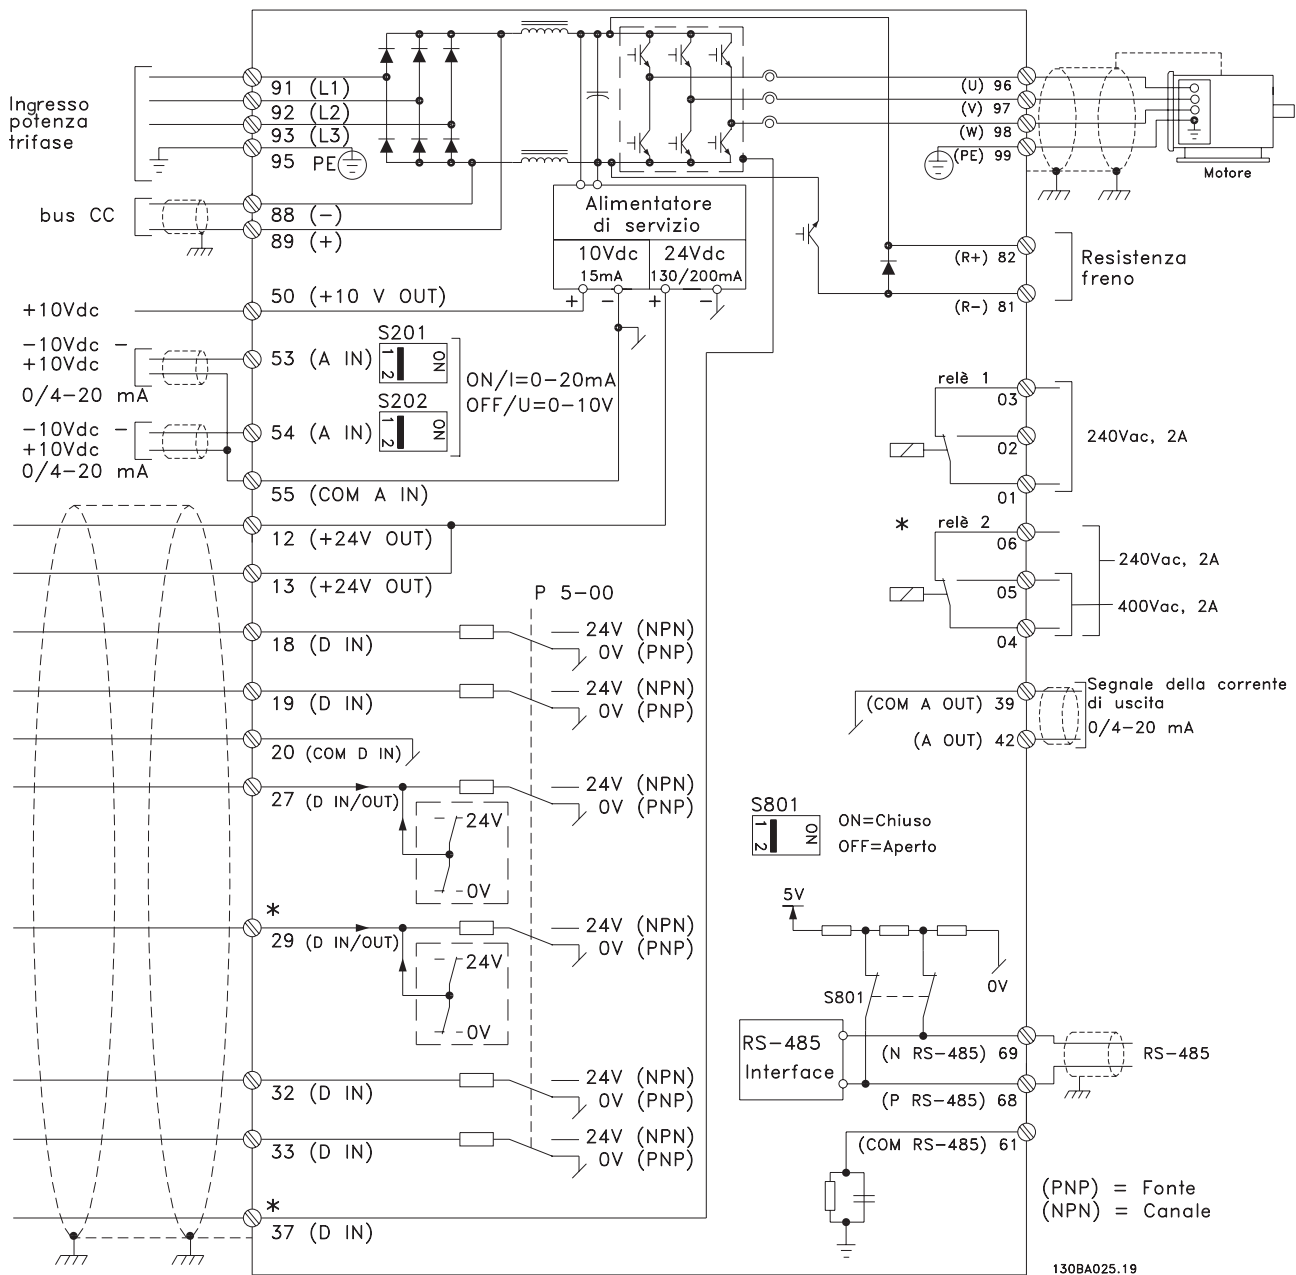 Ingresso
potenza
trifase
91 (L1)
92 (L2)
93 (L3)
95 PE
bus CC
88 (-)
89 (+)
+10Vdc
50 (+10 V OUT)
-10Vdc -
+10Vdc
0/4-20 mA
53 (A IN)
S201
1
2
ON
ON/I=0-20mA
OFF/U=0-10V
-10Vdc -
+10Vdc
0/4-20 mA
54 (A IN)
S202
1
2
ON
55 (COM A IN)
12 (+24V OUT)
13 (+24V OUT)
P 5-00
18 (D IN)
24V (NPN)
0V (PNP)
19 (D IN)
24V (NPN)
0V (PNP)
20 (COM D IN)
27 (D IN/OUT)
24V (NPN)
0V (PNP)
24V
0V
*
29 (D IN/OUT)
24V (NPN)
0V (PNP)
24V
0V
32 (D IN)
24V (NPN)
0V (PNP)
33 (D IN)
24V (NPN)
0V (PNP)
*
37 (D IN)
Alimentatore
di servizio
10Vdc
15mA
24Vdc
130/200mA
+ - + -
(U) 96
(V) 97
(W) 98
(PE) 99
Motore
(R+) 82
(R-) 81
Resistenza
freno
relè 1
03
02
01
240Vac, 2A
* relè 2
06
05
04
240Vac, 2A
400Vac, 2A
(COM A OUT) 39
(A OUT) 42
Segnale della corrente
di uscita
0/4-20 mA
S801
1
2
ON
ON=Chiuso
OFF=Aperto
5V
0V
S801
RS-485
Interface
(N RS-485) 69
(P RS-485) 68
RS-485
(COM RS-485) 61
(PNP) = Fonte
(NPN) = Canale
130BA025.19